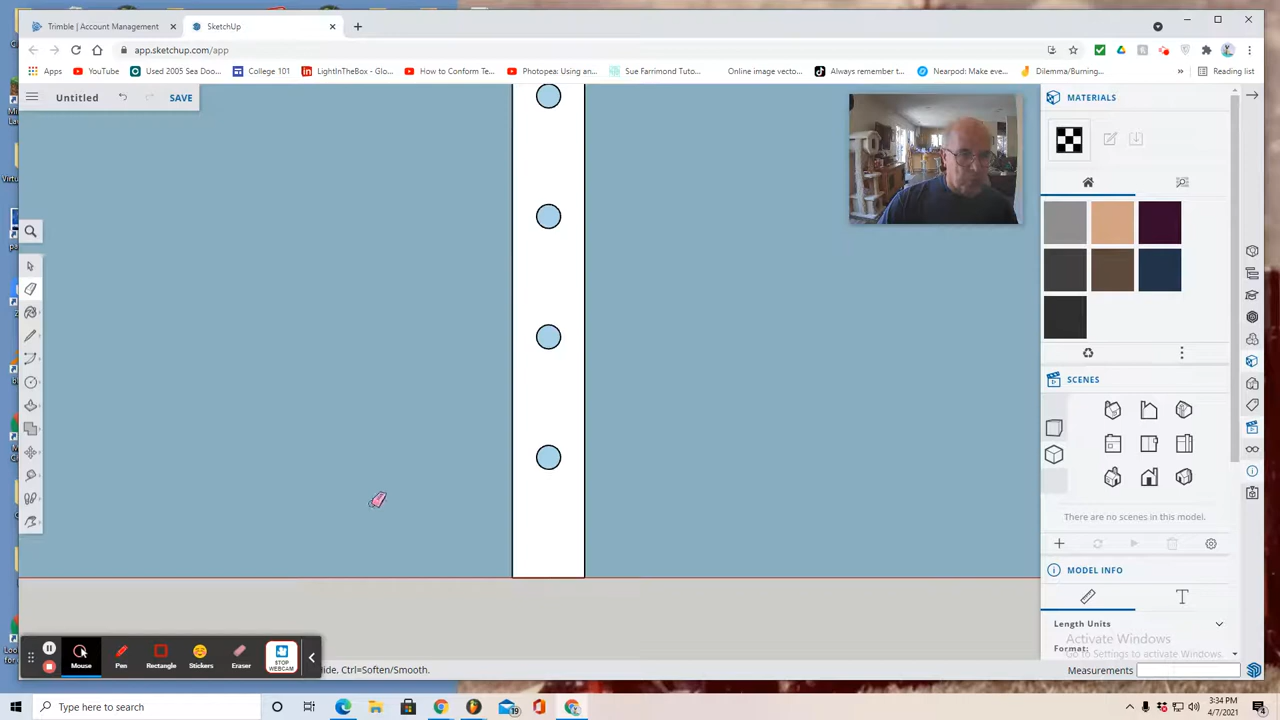 Trimble | Account Management
SketchUp
app.sketchup.com/app
Apps
YouTube
Used 2005 Sea Doo...
College 101
LightInTheBox - Glo...
How to Conform Te...
Photopea: Using an...
Sue Farrimond Tuto...
Online image vecto...
Always remember t...
Nearpod: Make eve...
Dilemma/Burning...
Reading list
Untitled
SAVE
MATERIALS
SCENES
There are no scenes in this model.
MODEL INFO
Length Units
Activate Windows
Format:
Go to Settings to activate Windows.
Mouse
Pen
Rectangle
Stickers
Eraser
STOP
WEBCAM
ide. Ctrl=Soften/Smooth.
Measurements
Type here to search
19
3:34 PM
4/7/2021
4